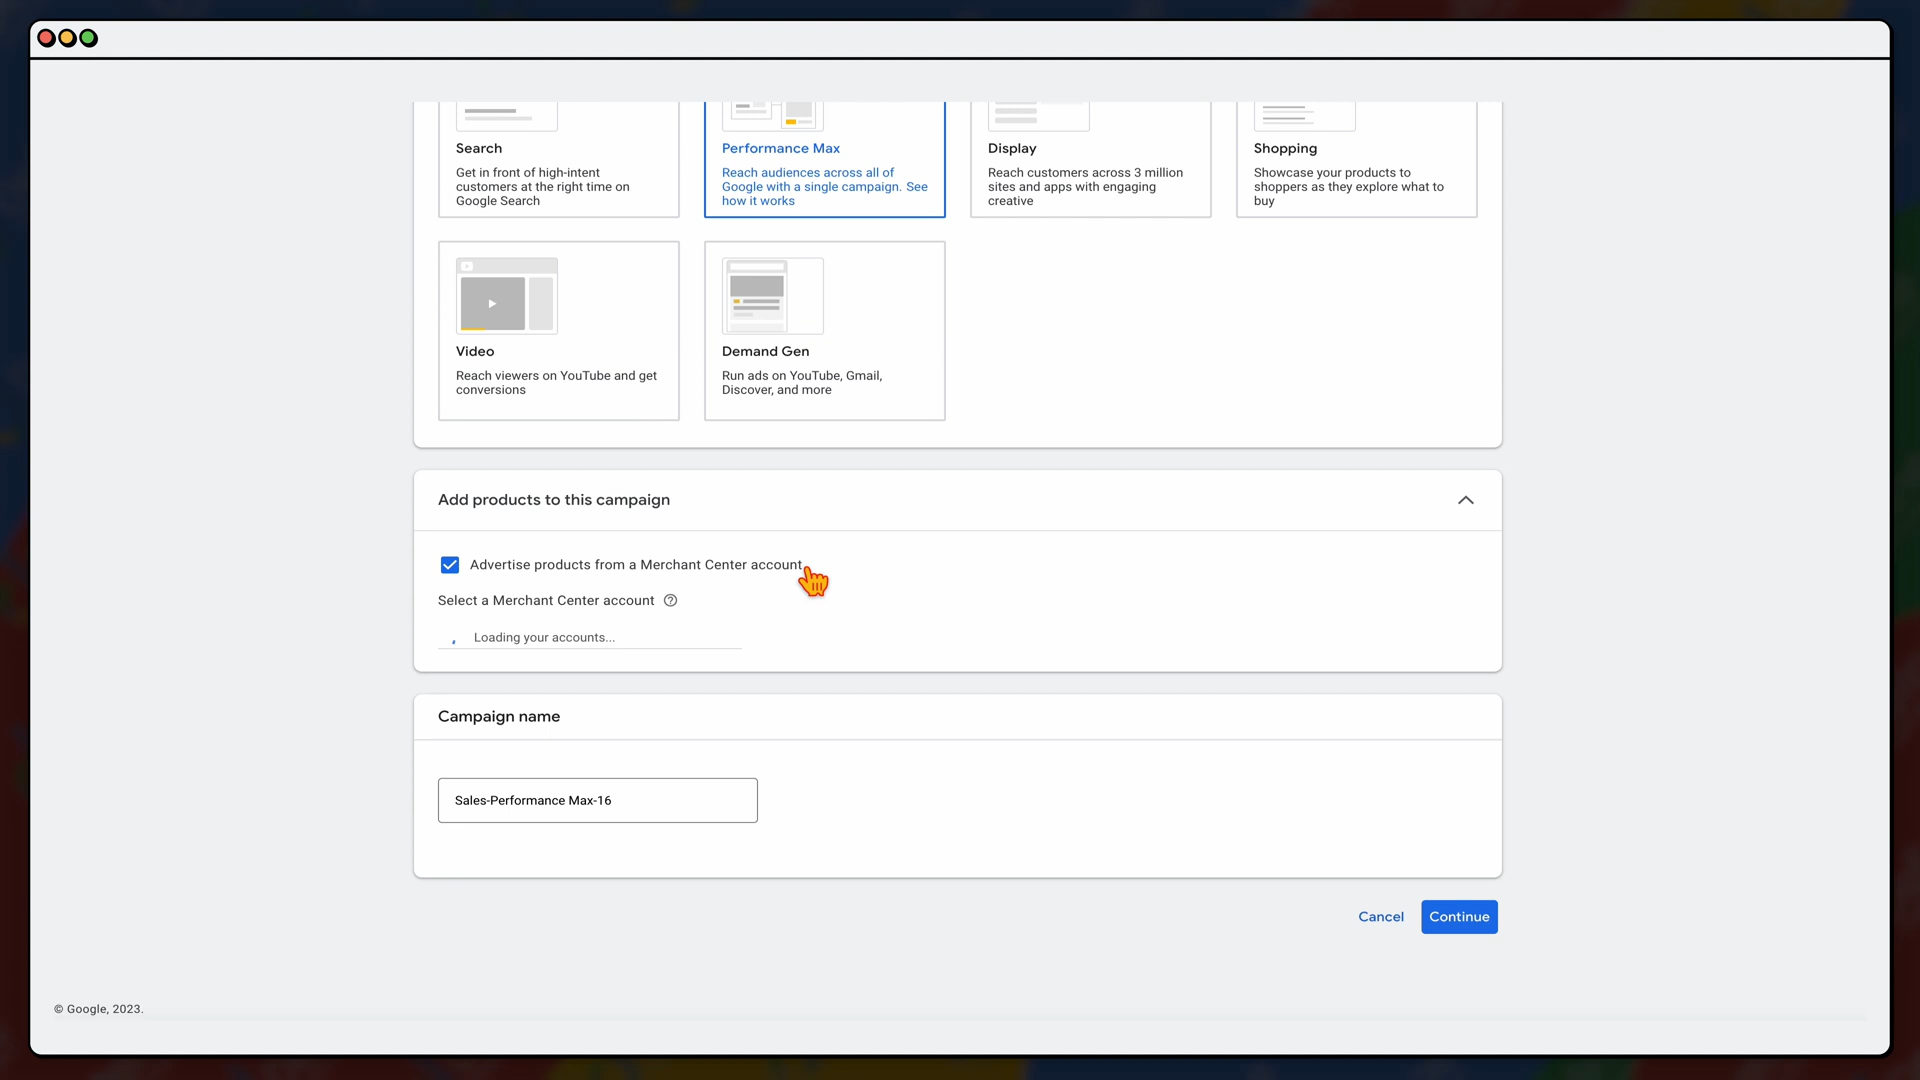 Search
Get in front of high-intent
customers at the right time on
Google Search
Performance Max
Reach audiences across all of
Google with a single campaign. See
how it works
Display
Reach customers across 3 million
sites and apps with engaging
creative
Shopping
Showcase your products to
shoppers as they explore what to
buy
Video
Reach viewers on YouTube and get
conversions
Demand Gen
Run ads on YouTube, Gmail,
Discover, and more
Add products to this campaign
Advertise products from a Merchant Center account
Select a Merchant Center account
Loading your accounts...
Campaign name
Sales-Performance Max-16
Cancel
Continue
© Google, 2023.